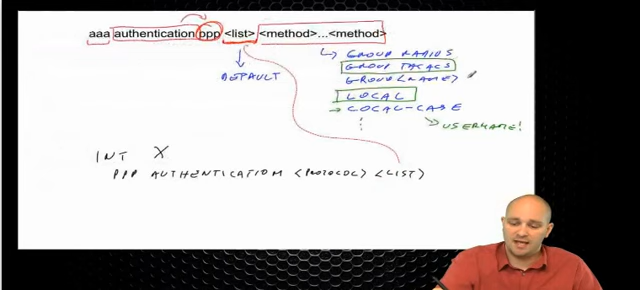 aaa authentication ppp <list> <method>...<method>
DEFAULT
GROUP RADIUS
GROUP TACACS
GROUP <NAME>
LOCAL
LOCAL-CASE
USERNAME!
INT X
PPP AUTHENTICATION <PROTOCOL> <LIST>